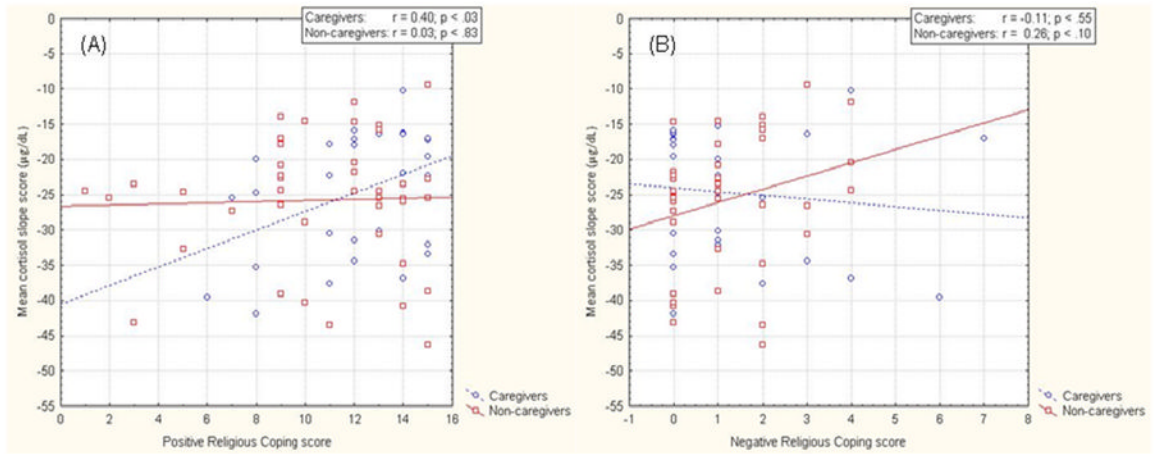 Caregivers: r = 0.40; p < .03
Non-caregivers: r = 0.03; p < .83
(A)
0
-5
-10
-15
-20
-25
-30
-35
-40
-45
-50
-55
Mean cortisol slope score (µg/dL)
0 2 4 6 8 10 12 14 16
Positive Religious Coping score
Caregivers
Non-caregivers
Caregivers: r = -0.11; p < .55
Non-caregivers: r = 0.26; p < .10
(B)
0
-5
-10
-15
-20
-25
-30
-35
-40
-45
-50
-55
Mean cortisol slope score (µg/dL)
-1 0 1 2 3 4 5 6 7 8
Negative Religious Coping score
Caregivers
Non-caregivers